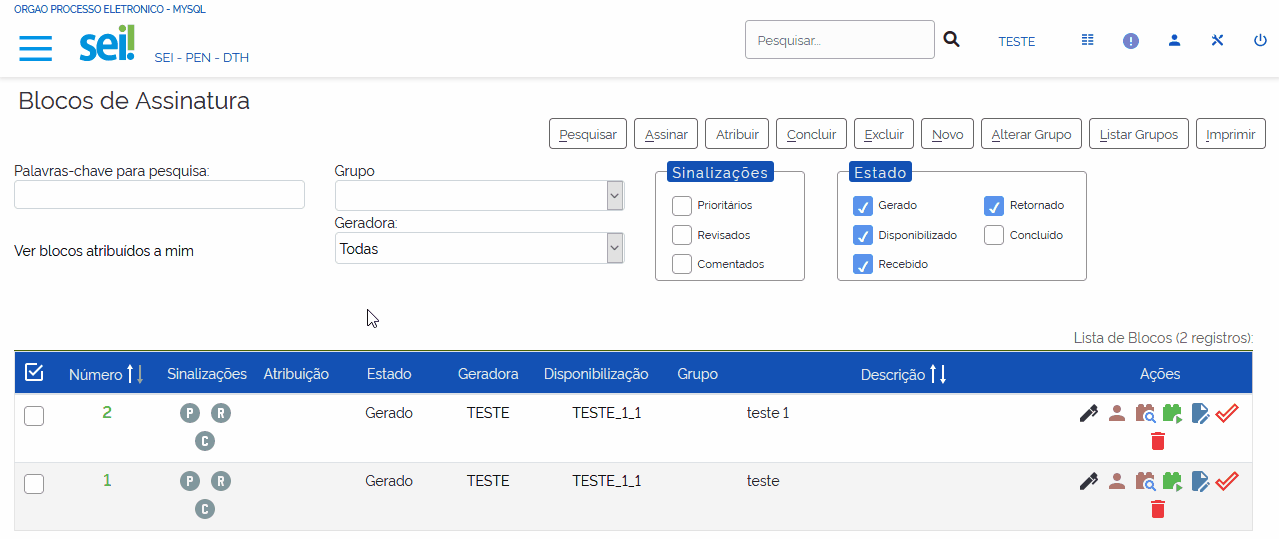 ORGAO PROCESSO ELETRONICO - MYSQL
sei!
SEI - PEN - DTH
Pesquisar...
TESTE
Blocos de Assinatura
Pesquisar
Assinar
Atribuir
Concluir
Excluir
Novo
Alterar Grupo
Listar Grupos
Imprimir
Palavras-chave para pesquisa:
Ver blocos atribuídos a mim
Grupo
Geradora:
Todas
Sinalizações
Prioritários
Revisados
Comentados
Estado
Gerado
Retornado
Disponibilizado
Concluído
Recebido
Lista de Blocos (2 registros):
Número Sinalizações Atribuição Estado Geradora Disponibilização Grupo Descrição Ações
2 P R Gerado TESTE TESTE_1_1 teste 1
C
1 P R Gerado TESTE TESTE_1_1 teste
C